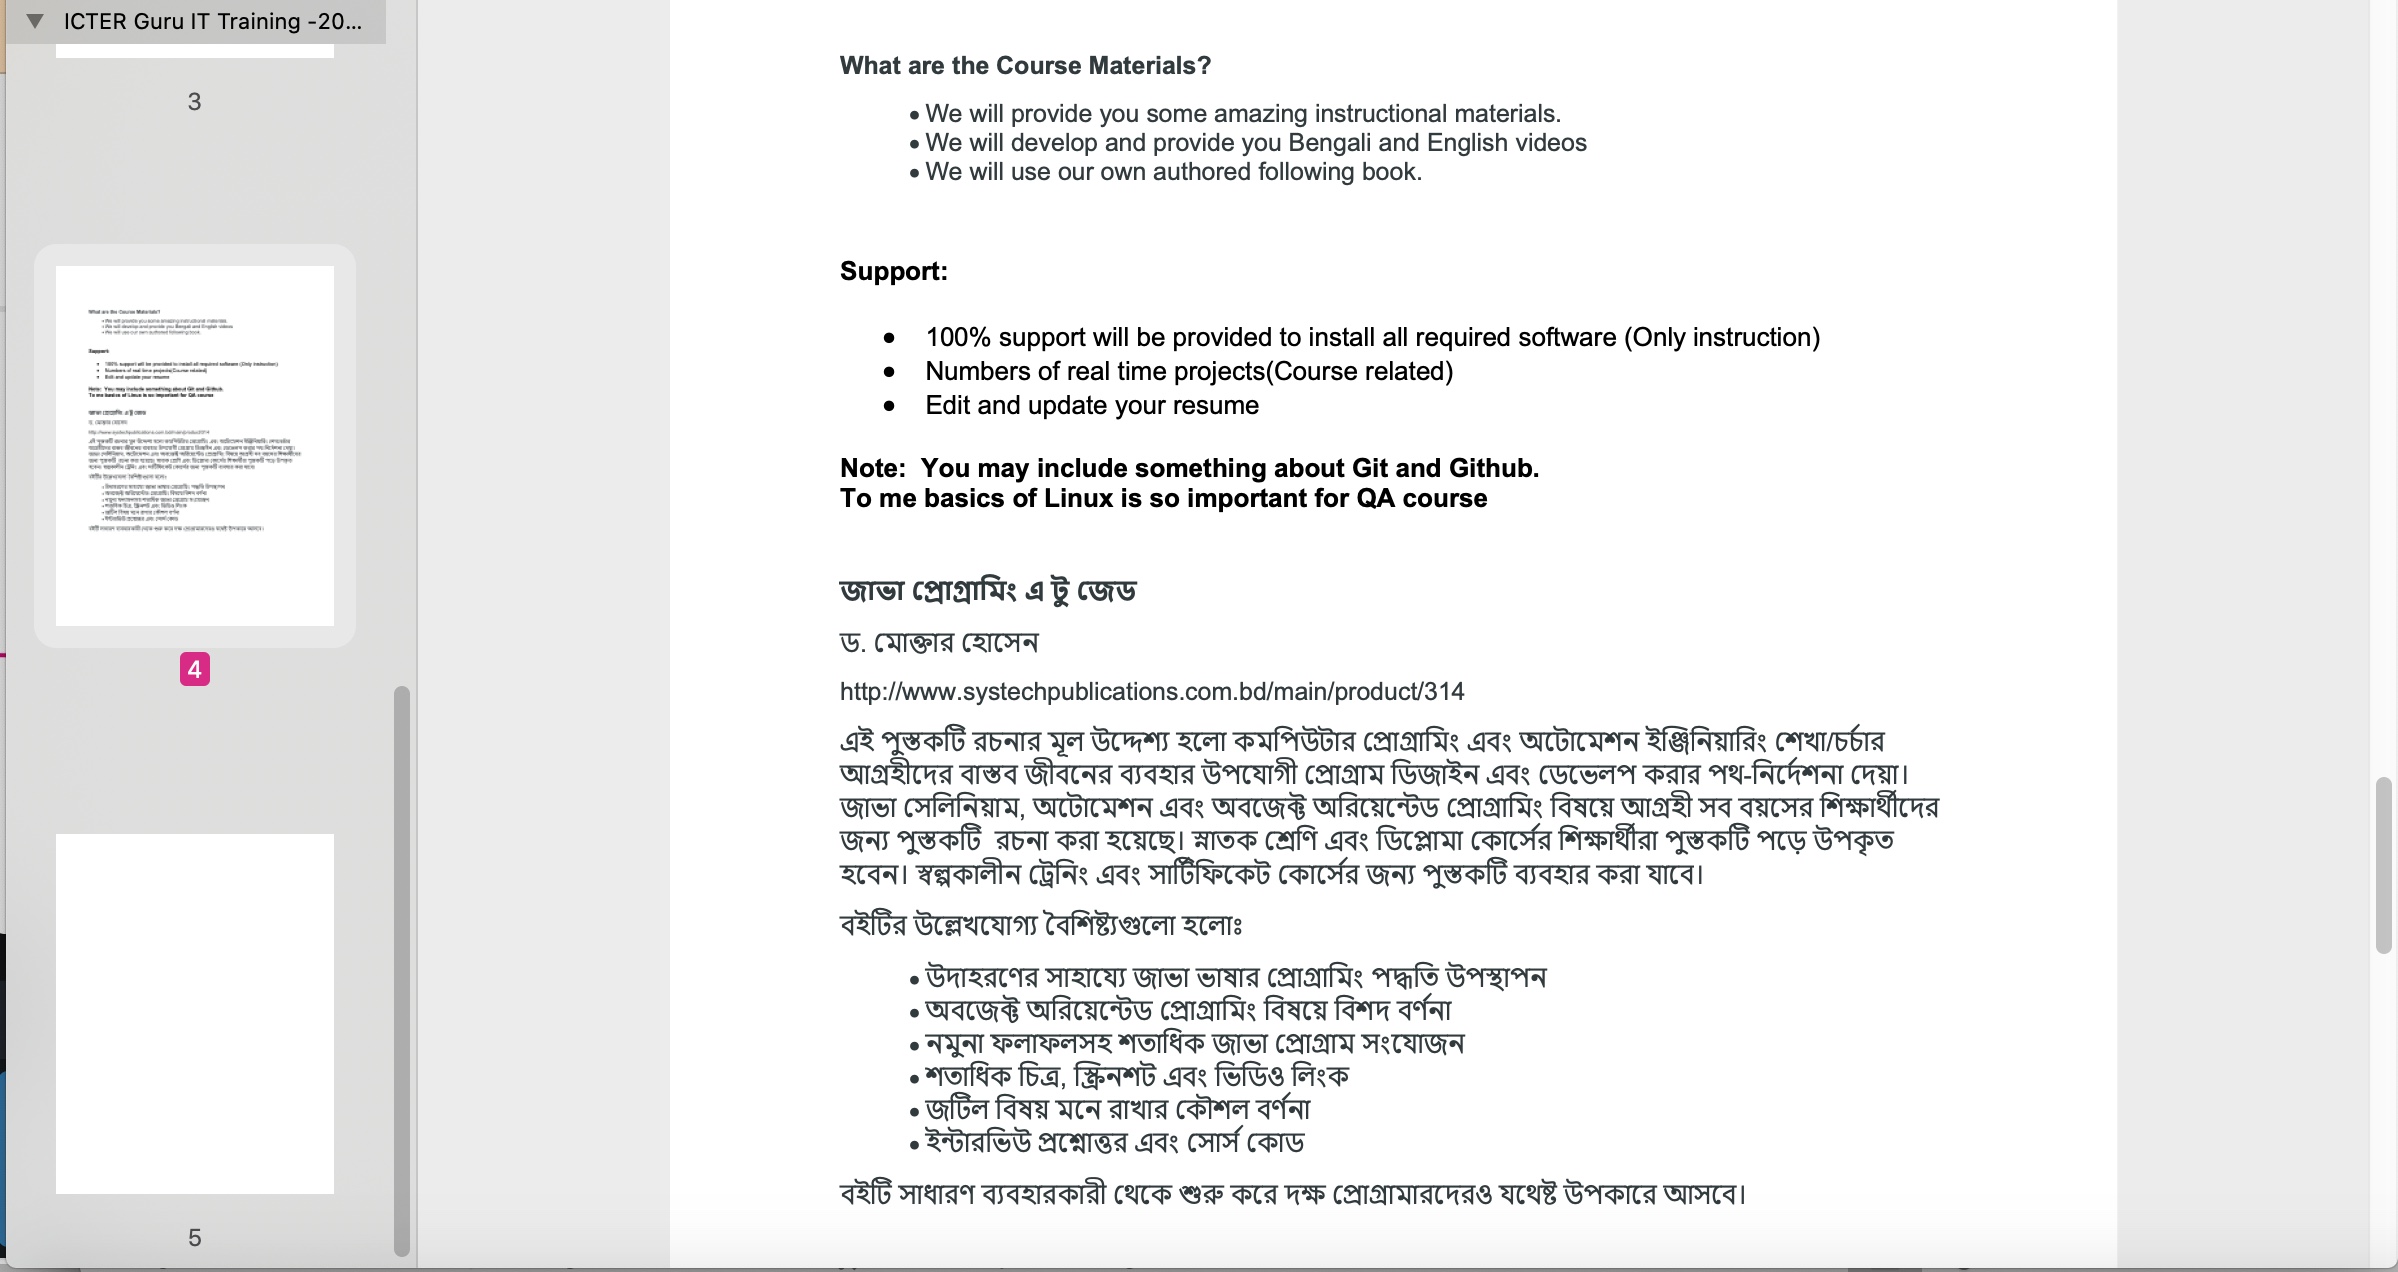 ICTER Guru IT Training -20...
3
4
5
What are the Course Materials?
• We will provide you some amazing instructional materials.
• We will develop and provide you Bengali and English videos
• We will use our own authored following book.
Support:
• 100% support will be provided to install all required software (Only instruction)
• Numbers of real time projects(Course related)
• Edit and update your resume
Note:  You may include something about Git and Github.
To me basics of Linux is so important for QA course
জাভা প্রোগ্রামিং এ টু জেড
ড. মোক্তার হোসেন
http://www.systechpublications.com.bd/main/product/314
এই পুস্তকটি রচনার মূল উদ্দেশ্য হলো কমপিউটার প্রোগ্রামিং এবং অটোমেশন ইঞ্জিনিয়ারিং শেখা/চর্চার
আগ্রহীদের বাস্তব জীবনের ব্যবহার উপযোগী প্রোগ্রাম ডিজাইন এবং ডেভেলপ করার পথ-নির্দেশনা দেয়া।
জাভা সেলিনিয়াম, অটোমেশন এবং অবজেক্ট অরিয়েন্টেড প্রোগ্রামিং বিষয়ে আগ্রহী সব বয়সের শিক্ষার্থীদের
জন্য পুস্তকটি  রচনা করা হয়েছে। স্নাতক শ্রেণি এবং ডিপ্লোমা কোর্সের শিক্ষার্থীরা পুস্তকটি পড়ে উপকৃত
হবেন। স্বল্পকালীন ট্রেনিং এবং সার্টিফিকেট কোর্সের জন্য পুস্তকটি ব্যবহার করা যাবে।
বইটির উল্লেখযোগ্য বৈশিষ্ট্যগুলো হলোঃ
• উদাহরণের সাহায্যে জাভা ভাষার প্রোগ্রামিং পদ্ধতি উপস্থাপন
• অবজেক্ট অরিয়েন্টেড প্রোগ্রামিং বিষয়ে বিশদ বর্ণনা
• নমুনা ফলাফলসহ শতাধিক জাভা প্রোগ্রাম সংযোজন
• শতাধিক চিত্র, স্ক্রিনশট এবং ভিডিও লিংক
• জটিল বিষয় মনে রাখার কৌশল বর্ণনা
• ইন্টারভিউ প্রশ্নোত্তর এবং সোর্স কোড
বইটি সাধারণ ব্যবহারকারী থেকে শুরু করে দক্ষ প্রোগ্রামারদেরও যথেষ্ট উপকারে আসবে।